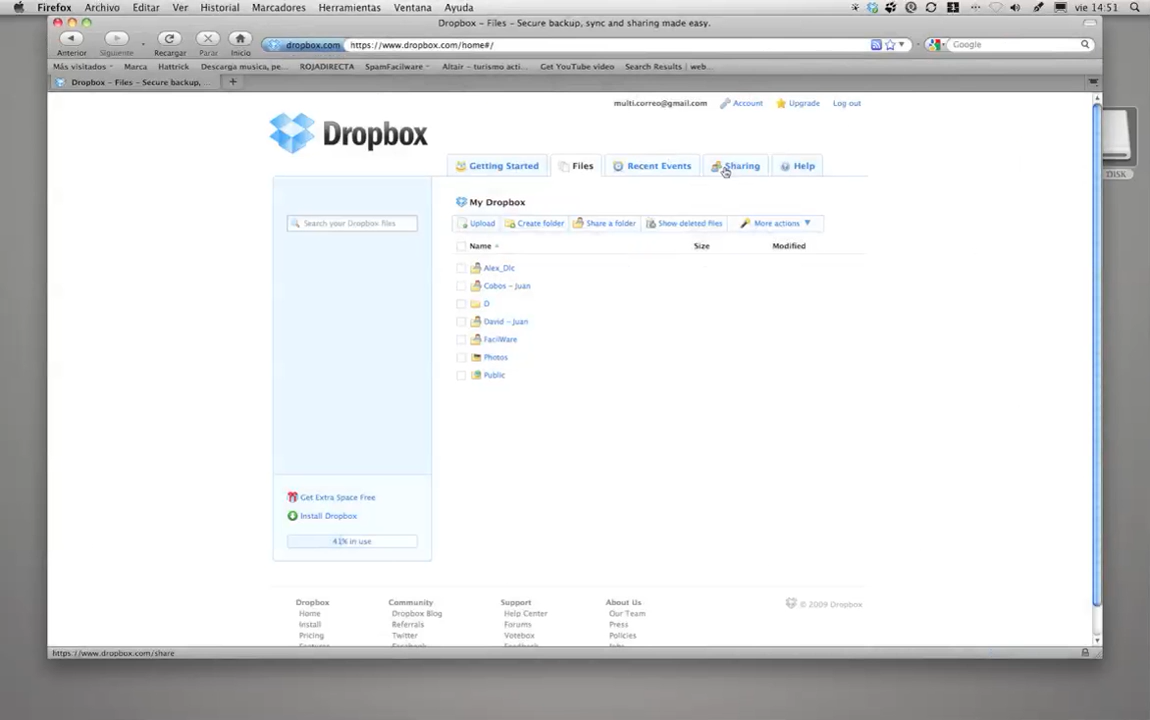 Firefox Archivo Editar Ver Historial Marcadores Herramientas Ventana Ayuda vie 14:51
Dropbox – Files – Secure backup, sync and sharing made easy.
Anterior Siguiente Recargar Parar Inicio dropbox.com https://www.dropbox.com/home#/ Google
Más visitados Marca Hattrick Descarga musica, pe... ROJADIRECTA SpamFacilware Altair – turismo acti... Get YouTube video Search Results | web...
Dropbox – Files – Secure backup, ...
multi.correo@gmail.com Account Upgrade Log out
Dropbox
DISK
Getting Started Files Recent Events Sharing Help
My Dropbox
Search your Dropbox files Upload Create folder Share a folder Show deleted files More actions
Name Size Modified
Alex_Dlc
Cobos – Juan
D
David – Juan
FacilWare
Photos
Public
Get Extra Space Free
Install Dropbox
41% in use
Dropbox Community Support About Us © 2009 Dropbox
Home Dropbox Blog Help Center Our Team
Install Referrals Forums Press
Pricing Twitter Votebox Policies
https://www.dropbox.com/share